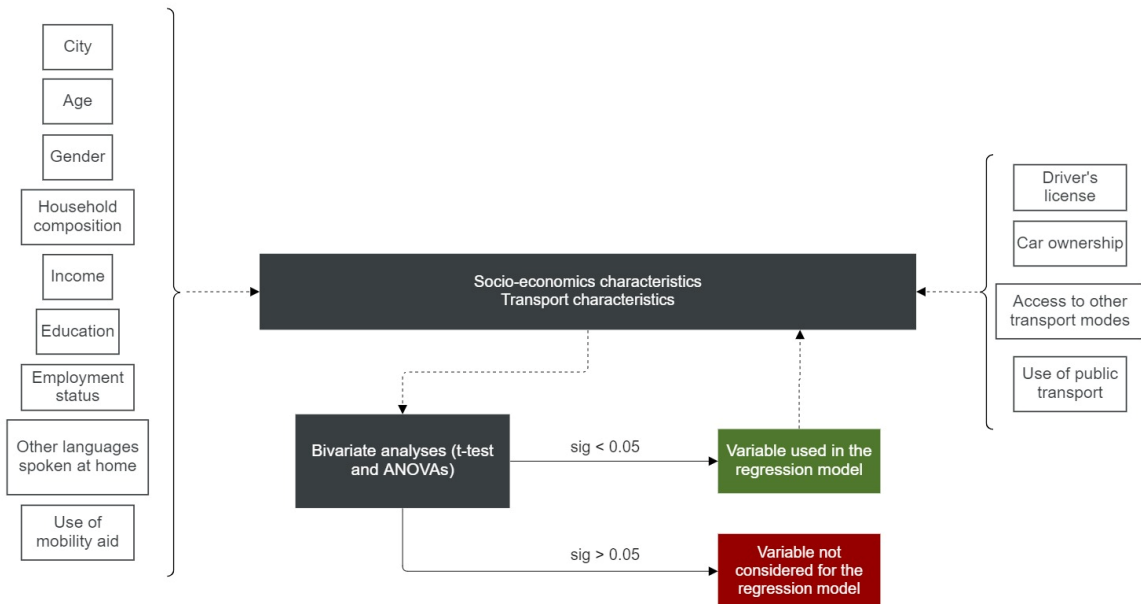 City
Age
Gender
Household
composition
Income
Education
Employment
status
Other languages
spoken at home
Use of
mobility aid
Socio-economics characteristics
Transport characteristics
Driver's
license
Car ownership
Access to other
transport modes
Use of public
transport
Bivariate analyses (t-test
and ANOVAs)
sig < 0.05
Variable used in the
regression model
sig > 0.05
Variable not
considered for the
regression model